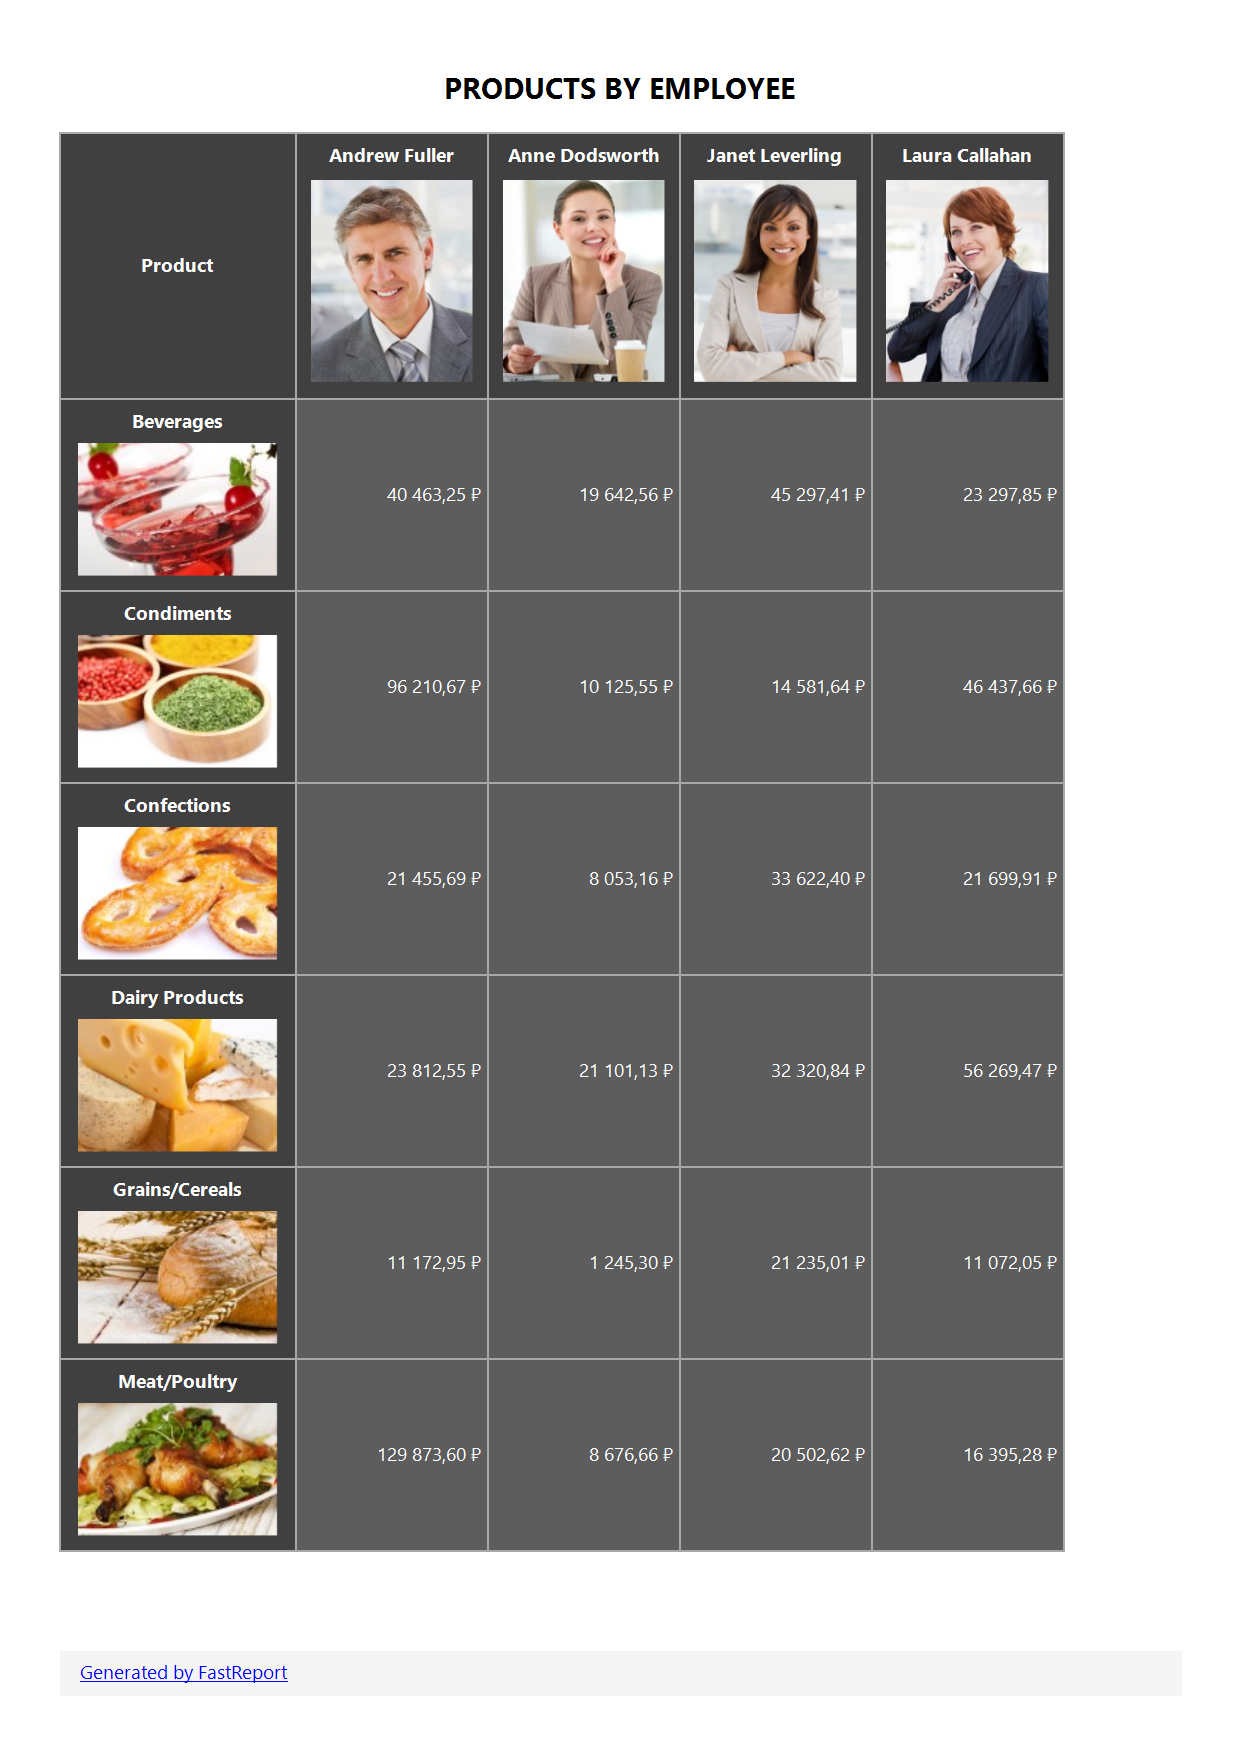 PRODUCTS BY EMPLOYEE
Product Andrew Fuller Anne Dodsworth Janet Leverling Laura Callahan
Beverages
40 463,25 ₽ 19 642,56 ₽ 45 297,41 ₽ 23 297,85 ₽
Condiments
96 210,67 ₽ 10 125,55 ₽ 14 581,64 ₽ 46 437,66 ₽
Confections
21 455,69 ₽ 8 053,16 ₽ 33 622,40 ₽ 21 699,91 ₽
Dairy Products
23 812,55 ₽ 21 101,13 ₽ 32 320,84 ₽ 56 269,47 ₽
Grains/Cereals
11 172,95 ₽ 1 245,30 ₽ 21 235,01 ₽ 11 072,05 ₽
Meat/Poultry
129 873,60 ₽ 8 676,66 ₽ 20 502,62 ₽ 16 395,28 ₽
Generated by FastReport